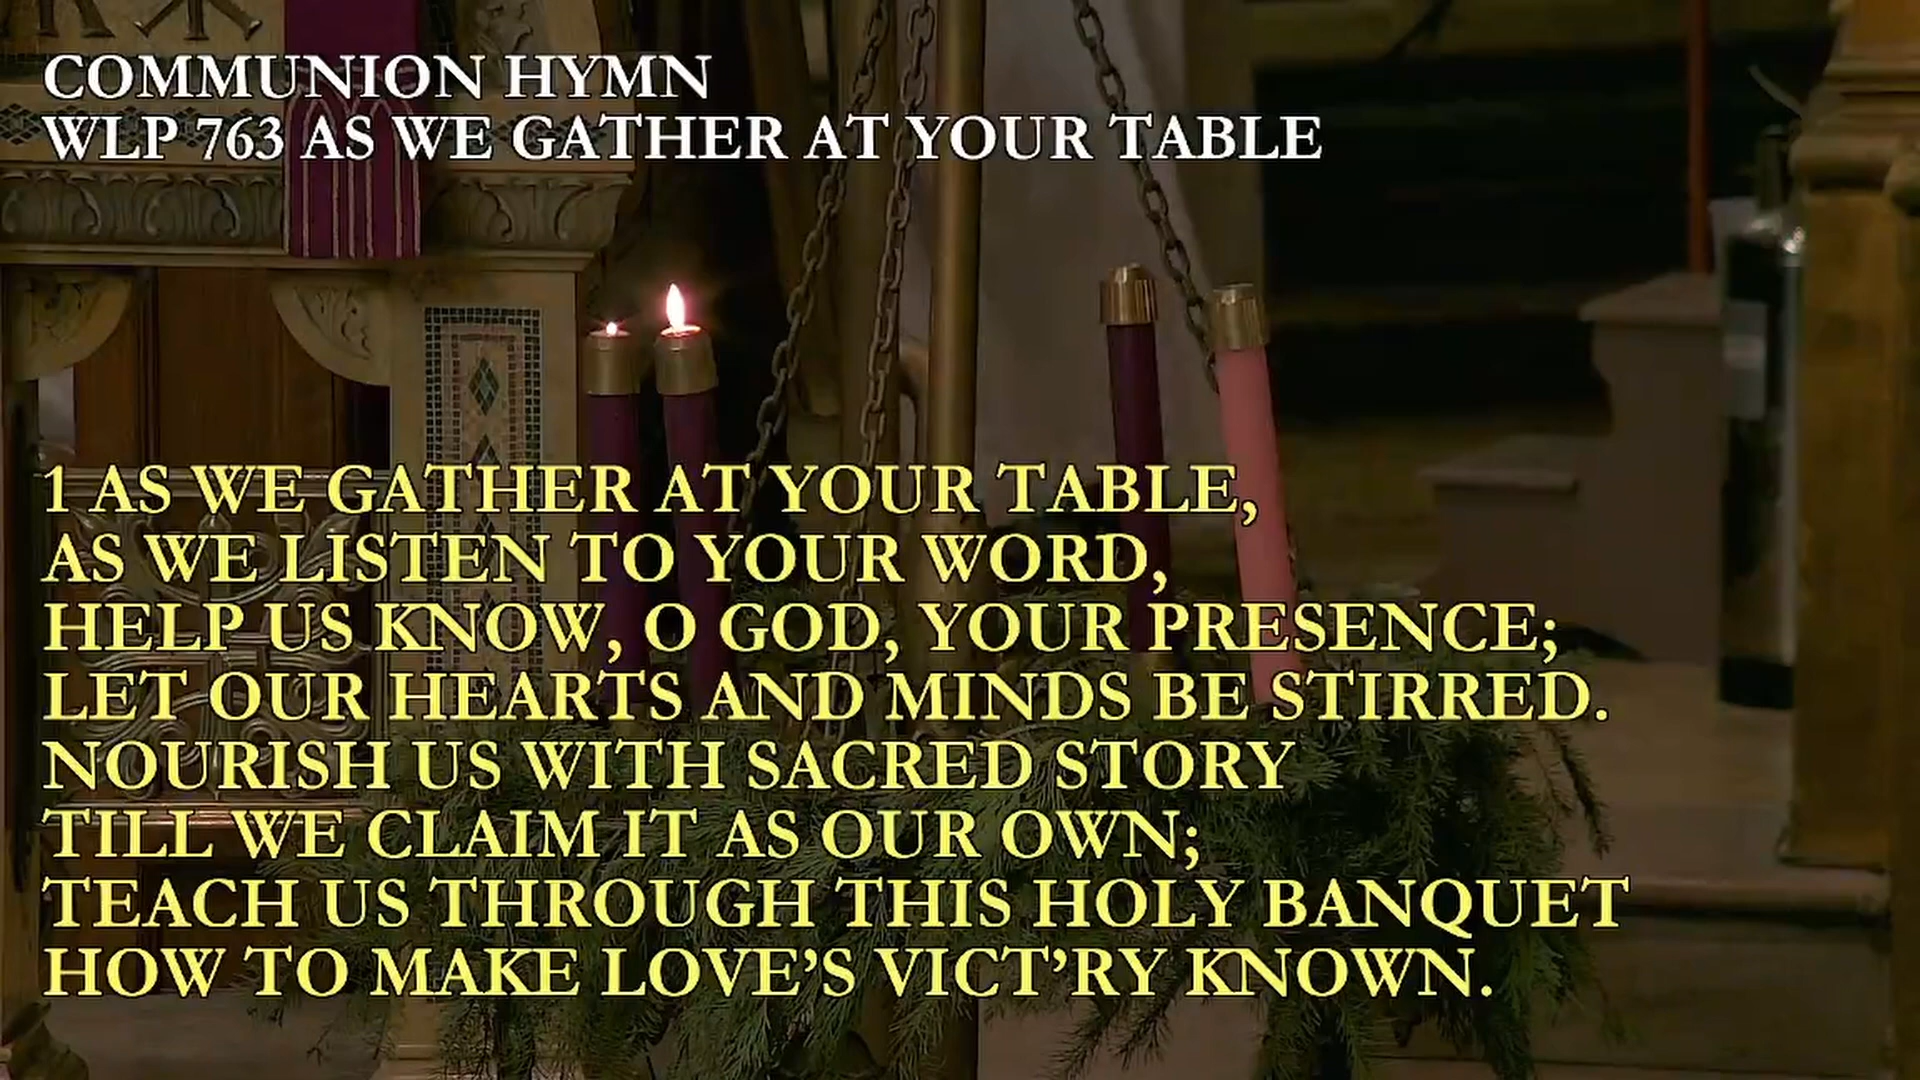 COMMUNION HYMN
WLP 763 AS WE GATHER AT YOUR TABLE
1 AS WE GATHER AT YOUR TABLE,
AS WE LISTEN TO YOUR WORD,
HELP US KNOW, O GOD, YOUR PRESENCE;
LET OUR HEARTS AND MINDS BE STIRRED.
NOURISH US WITH SACRED STORY
TILL WE CLAIM IT AS OUR OWN;
TEACH US THROUGH THIS HOLY BANQUET
HOW TO MAKE LOVE’S VICT’RY KNOWN.